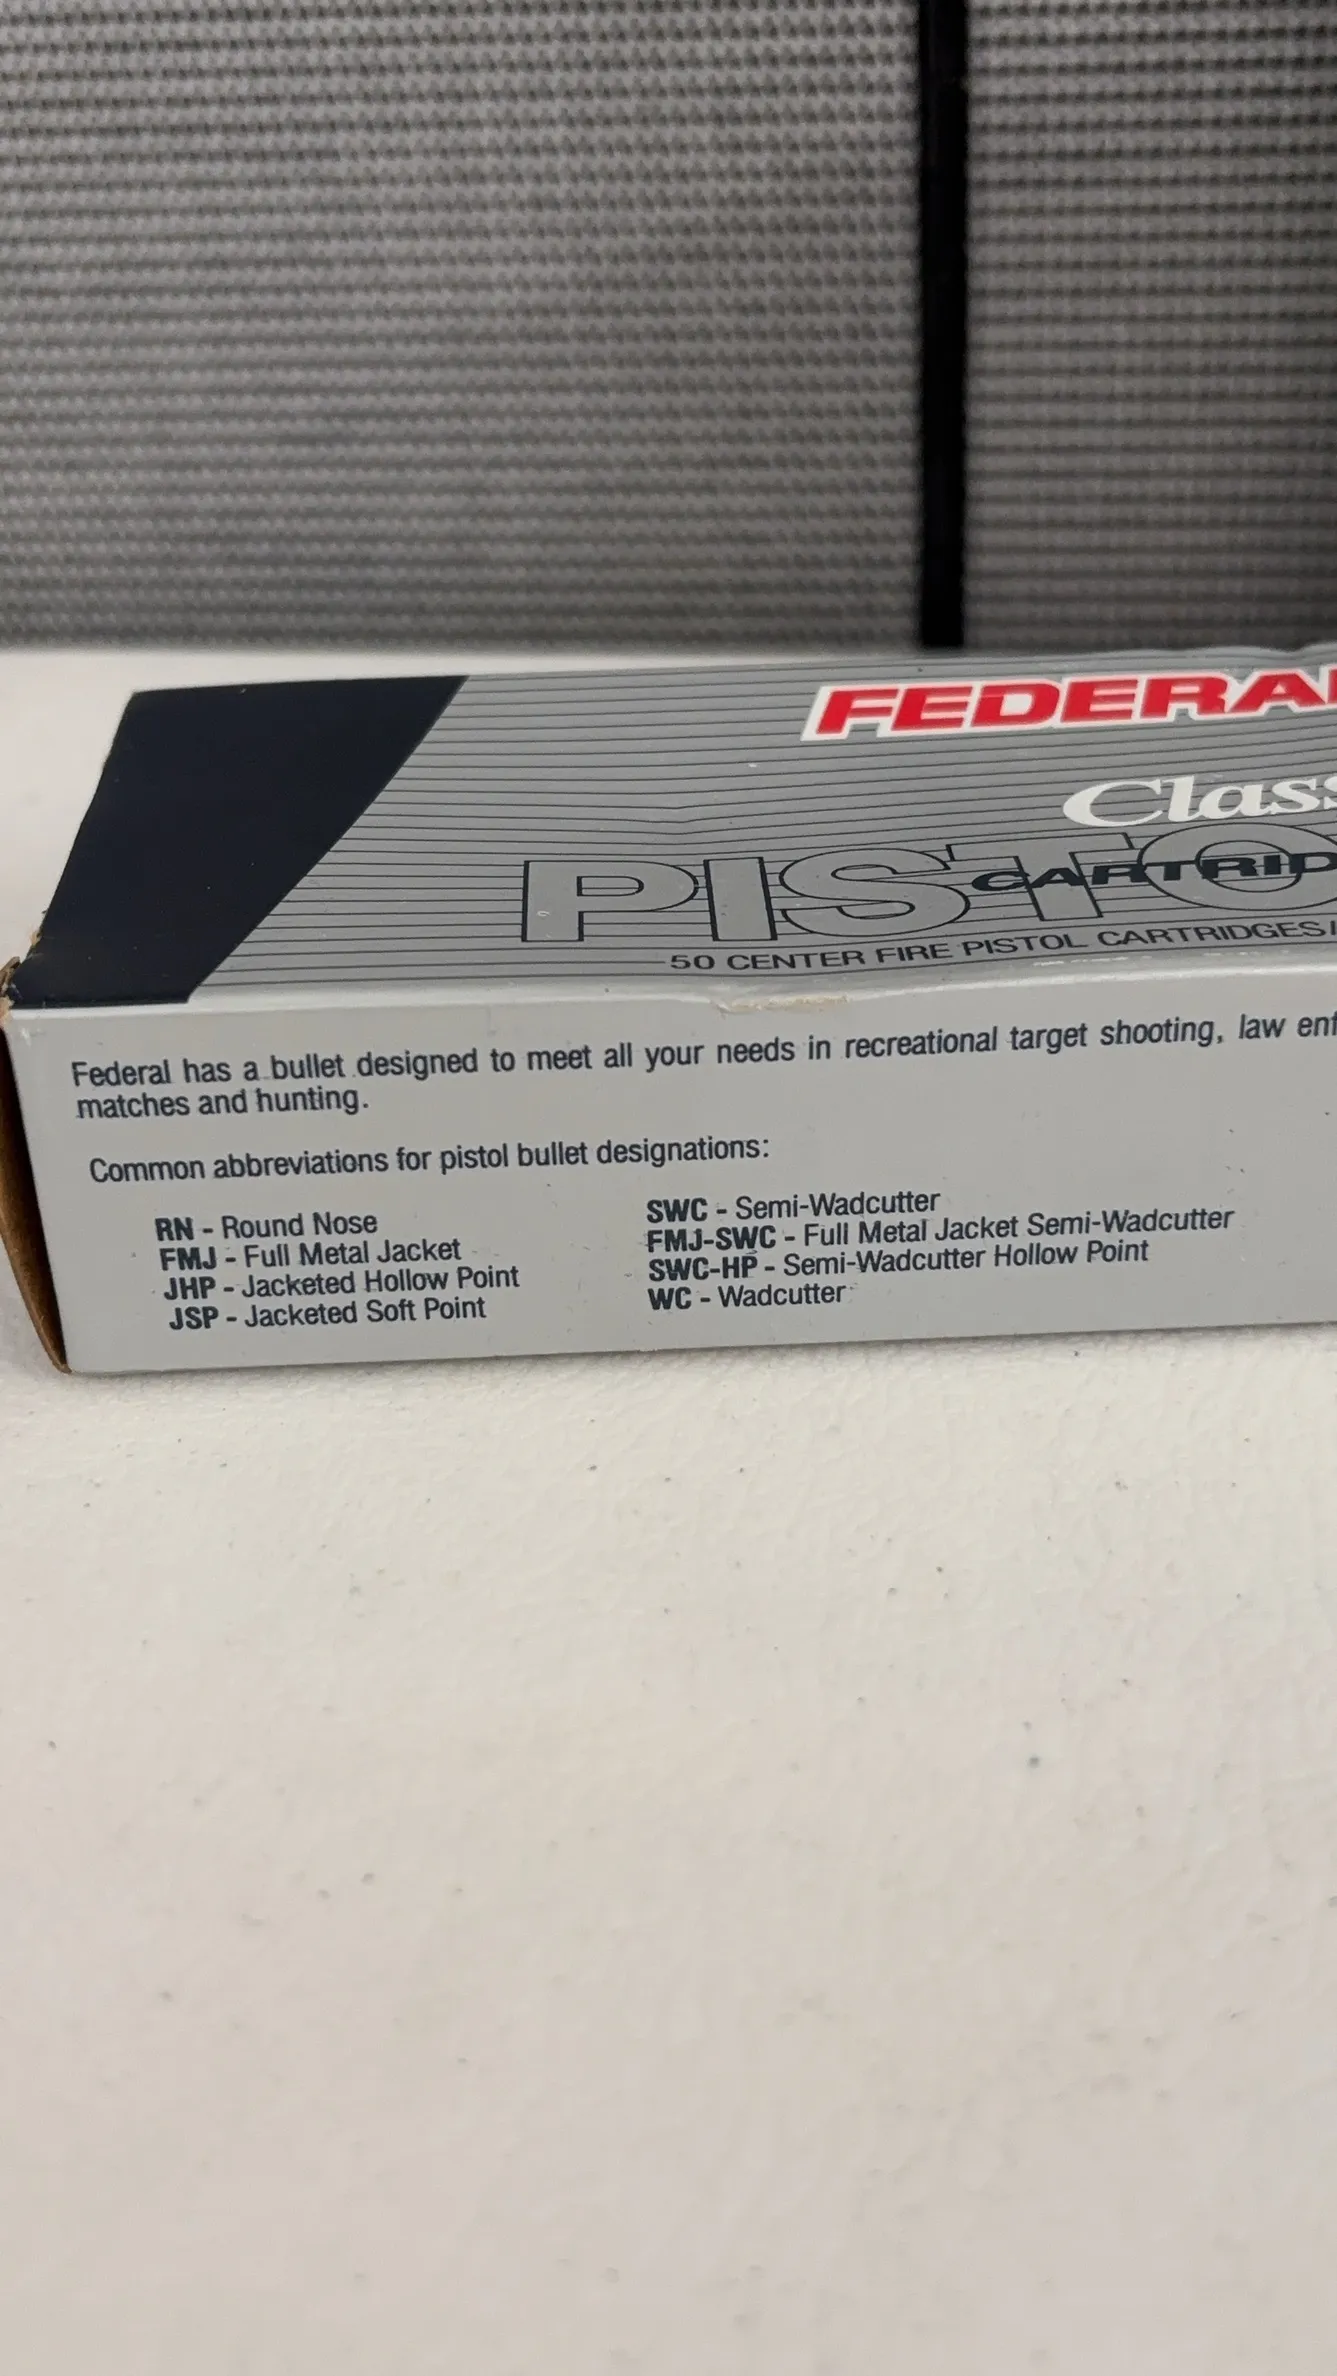 FEDERAL
Class
PISTO
CARTRID
50 CENTER FIRE PISTOL CARTRIDGES/
Federal has a bullet designed to meet all your needs in recreational target shooting, law enf
matches and hunting.
Common abbreviations for pistol bullet designations:
RN - Round Nose
FMJ - Full Metal Jacket
JHP - Jacketed Hollow Point
JSP - Jacketed Soft Point
SWC - Semi-Wadcutter
FMJ-SWC - Full Metal Jacket Semi-Wadcutter
SWC-HP - Semi-Wadcutter Hollow Point
WC - Wadcutter